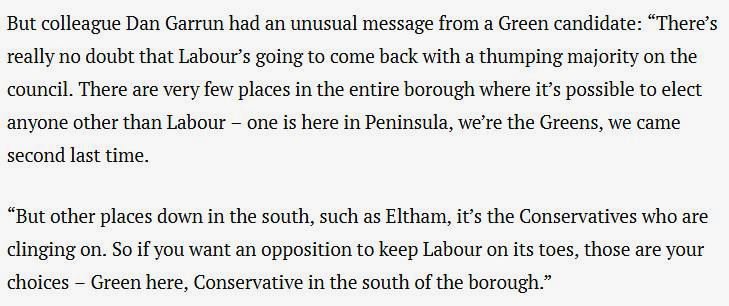 But colleague Dan Garrun had an unusual message from a Green candidate: “There’s
really no doubt that Labour’s going to come back with a thumping majority on the
council. There are very few places in the entire borough where it’s possible to elect
anyone other than Labour – one is here in Peninsula, we’re the Greens, we came
second last time.
“But other places down in the south, such as Eltham, it’s the Conservatives who are
clinging on. So if you want an opposition to keep Labour on its toes, those are your
choices – Green here, Conservative in the south of the borough.”